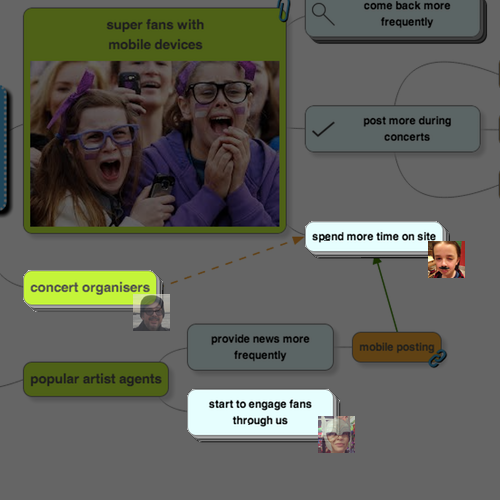 super fans with
mobile devices
come back more
frequently
post more during
concerts
spend more time on site
concert organisers
provide news more
frequently
mobile posting
popular artist agents
start to engage fans
through us